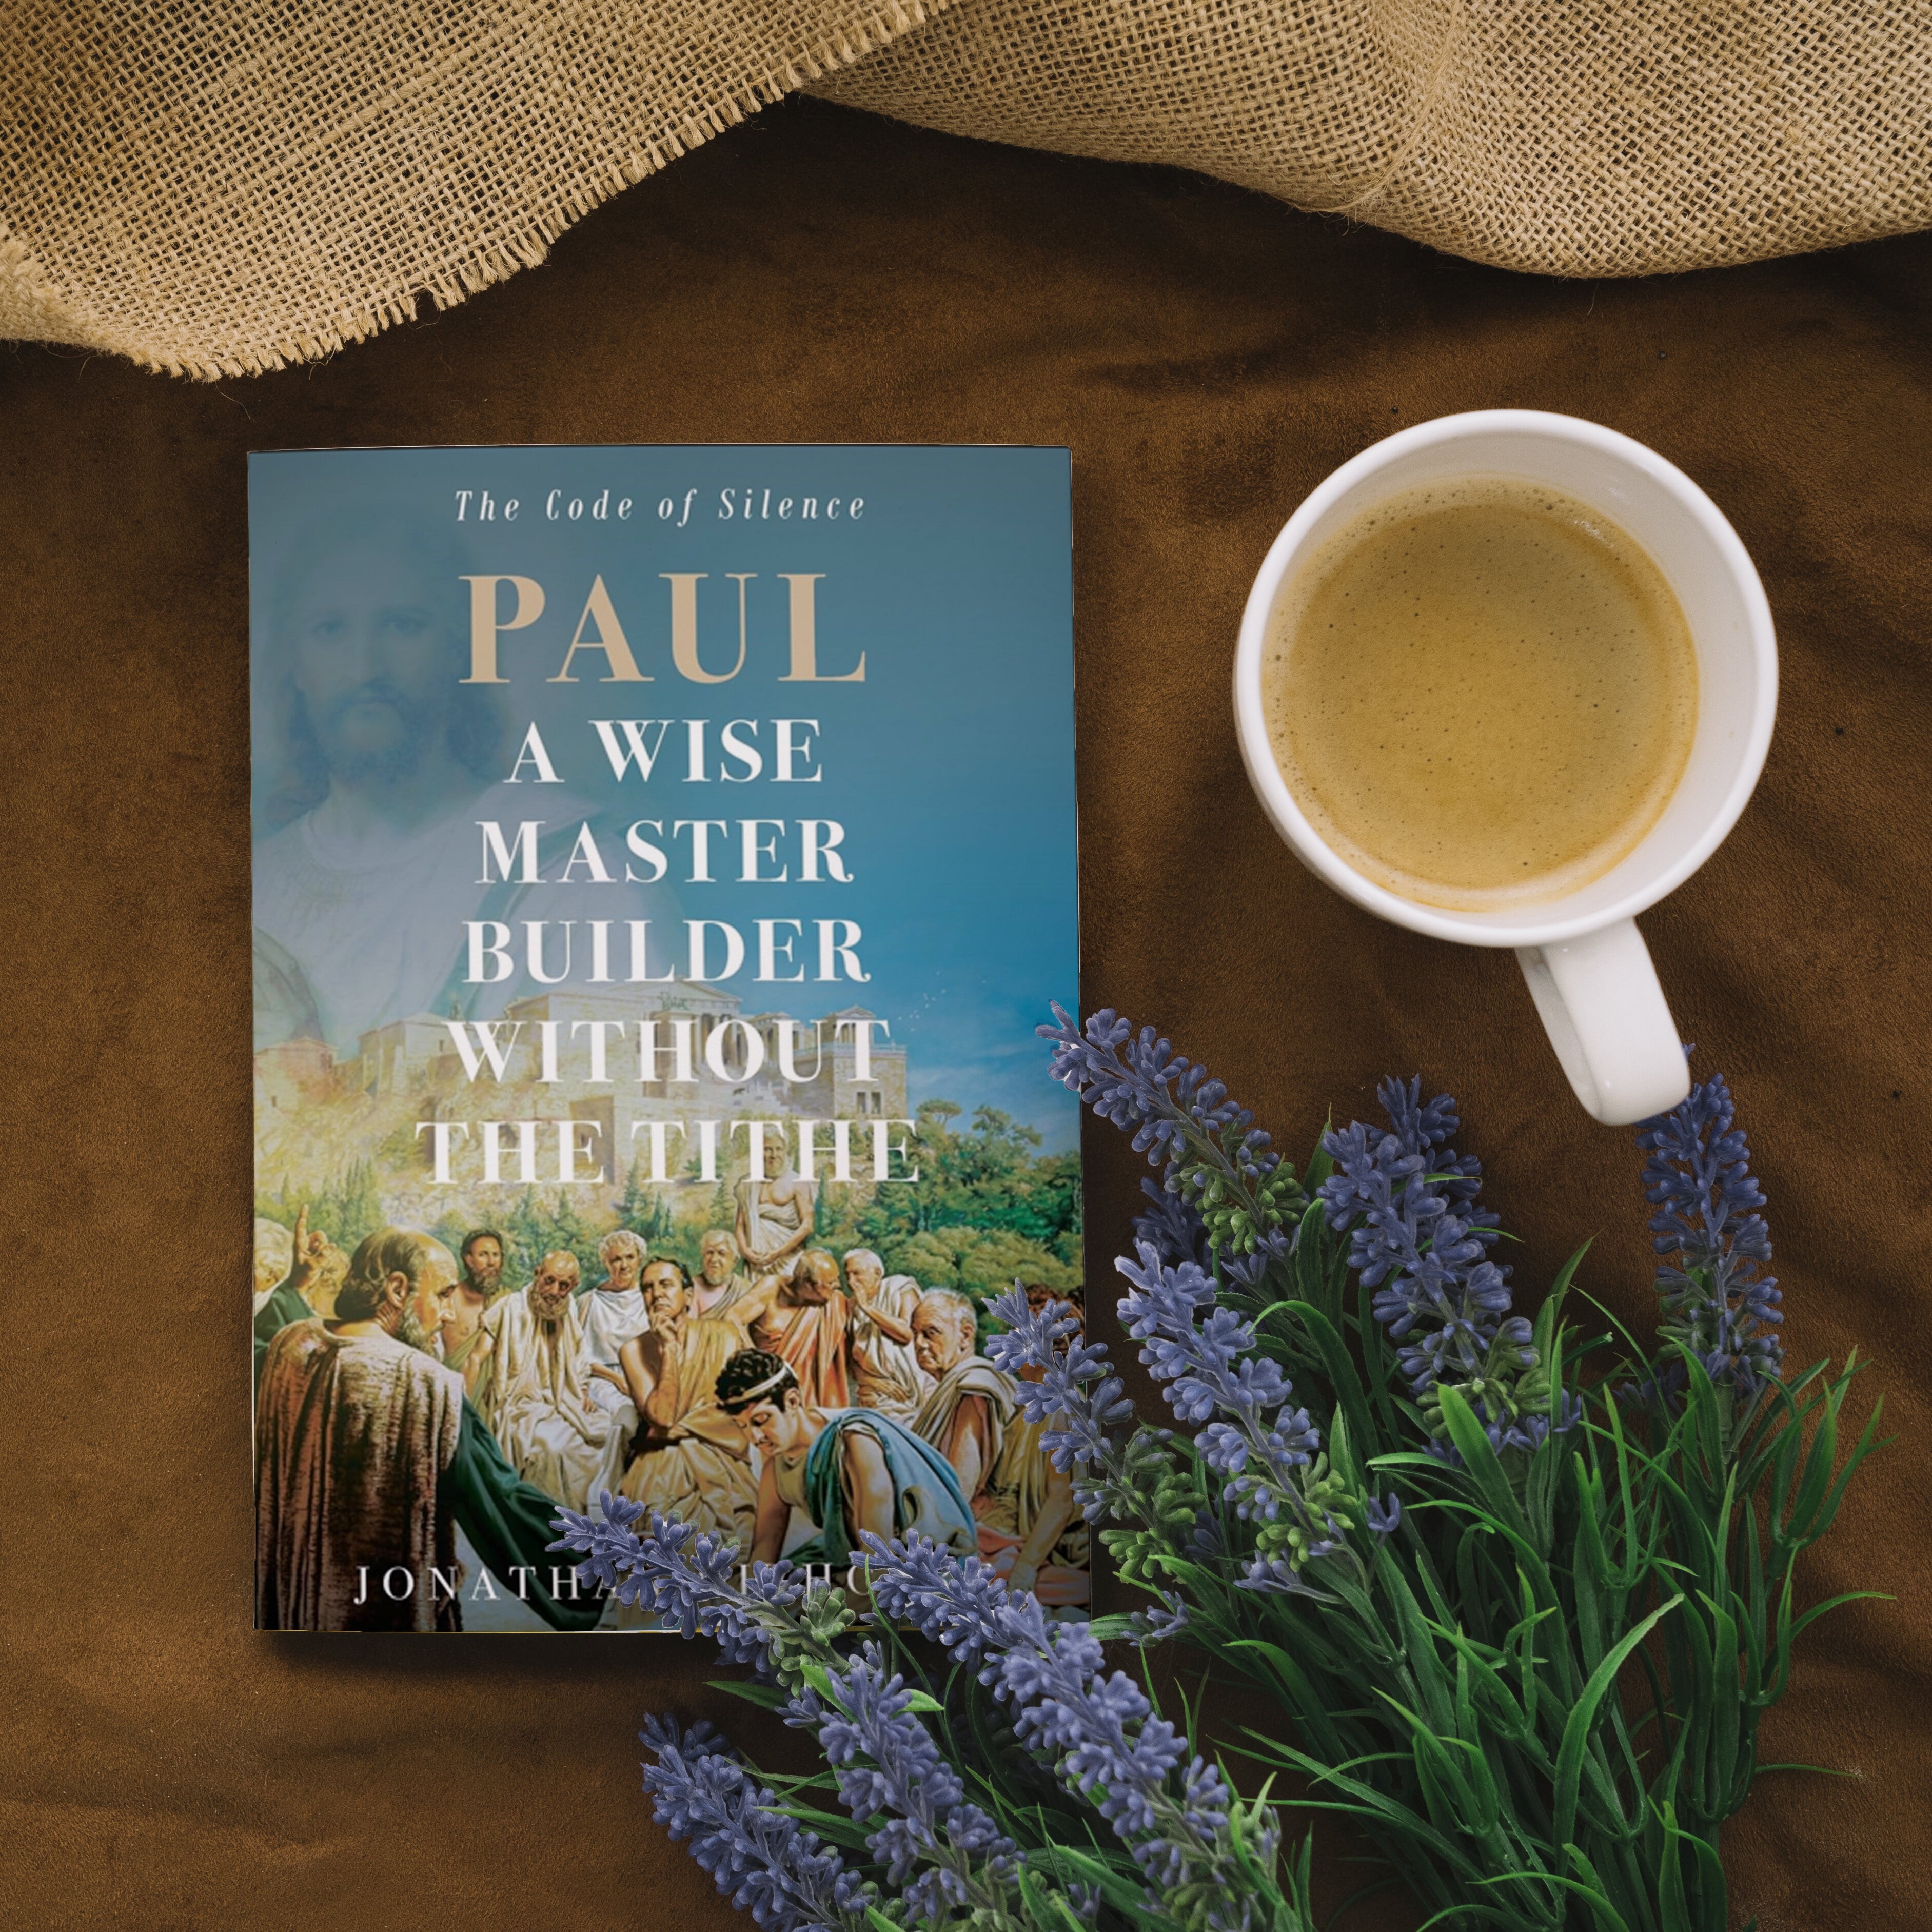 The Code of Silence
PAUL
A WISE
MASTER
BUILDER
WITHOUT
THE TITHE